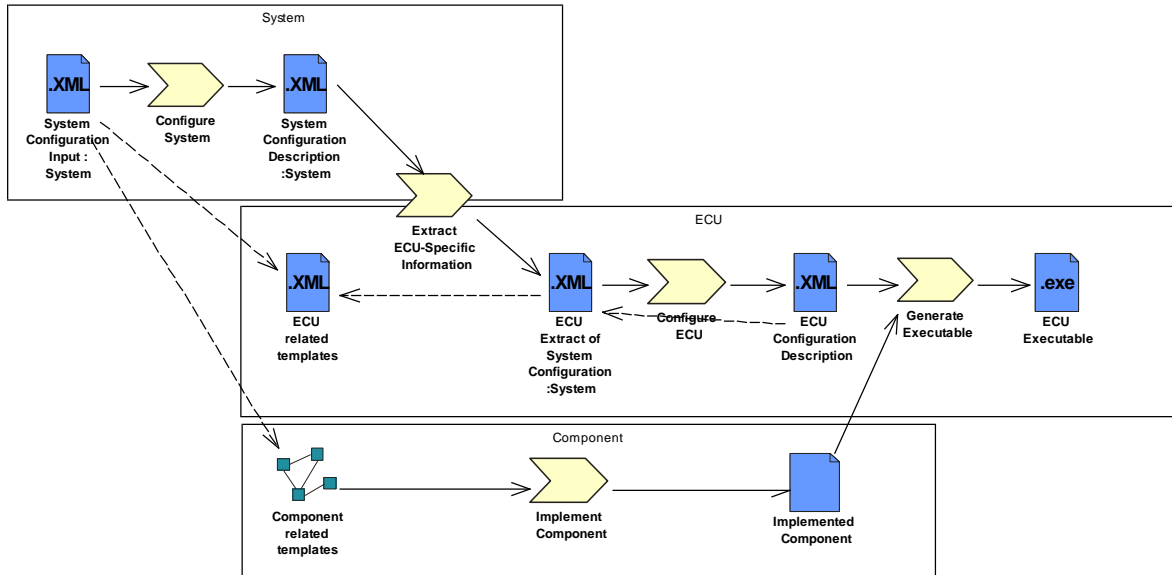 System
.XML
.XML
System
Configuration
Input :
System
Configure
System
System
Configuration
Description
:System
Extract
ECU-Specific
Information
ECU
.XML
ECU
related
templates
.XML
ECU
Extract of
System
Configuration
:System
Configure
ECU
.XML
ECU
Configuration
Description
Generate
Executable
.exe
ECU
Executable
Component
Component
related
templates
Implement
Component
Implemented
Component